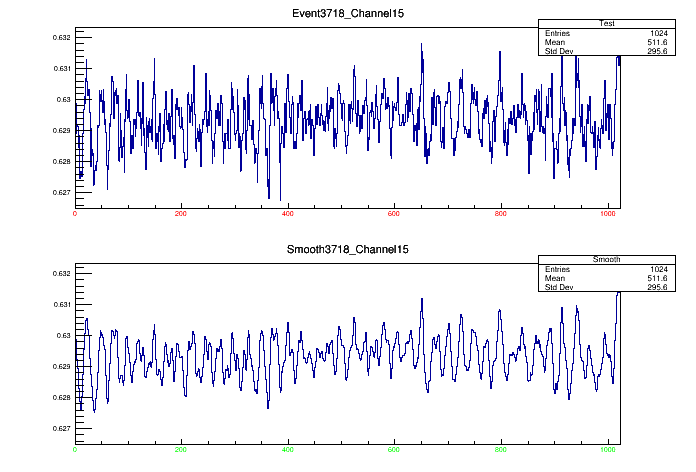 Event3718_Channel15
Test
Entries 1024
Mean 511.6
Std Dev 295.6
0.632
0.631
0.63
0.629
0.628
0.627
0 200 400 600 800 1000
Smooth3718_Channel15
Smooth
Entries 1024
Mean 511.6
Std Dev 295.6
0.632
0.631
0.63
0.629
0.628
0.627
0 200 400 600 800 1000